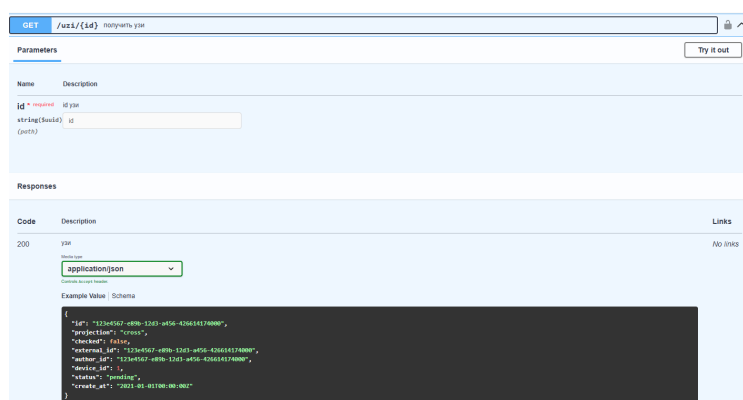 GET /uzi/{id} получить узи
Parameters Try it out
Name Description
id * required id узи
string($uuid) id
(path)
Responses
Code Description Links
200 узи No links
Media type
application/json
Controls Accept header.
Example Value | Schema
{
"id": "123e4567-e89b-12d3-a456-426614174000",
"projection": "cross",
"checked": false,
"external_id": "123e4567-e89b-12d3-a456-426614174000",
"author_id": "123e4567-e89b-12d3-a456-426614174000",
"device_id": 1,
"status": "pending",
"create_at": "2021-01-01T00:00:00Z"
}